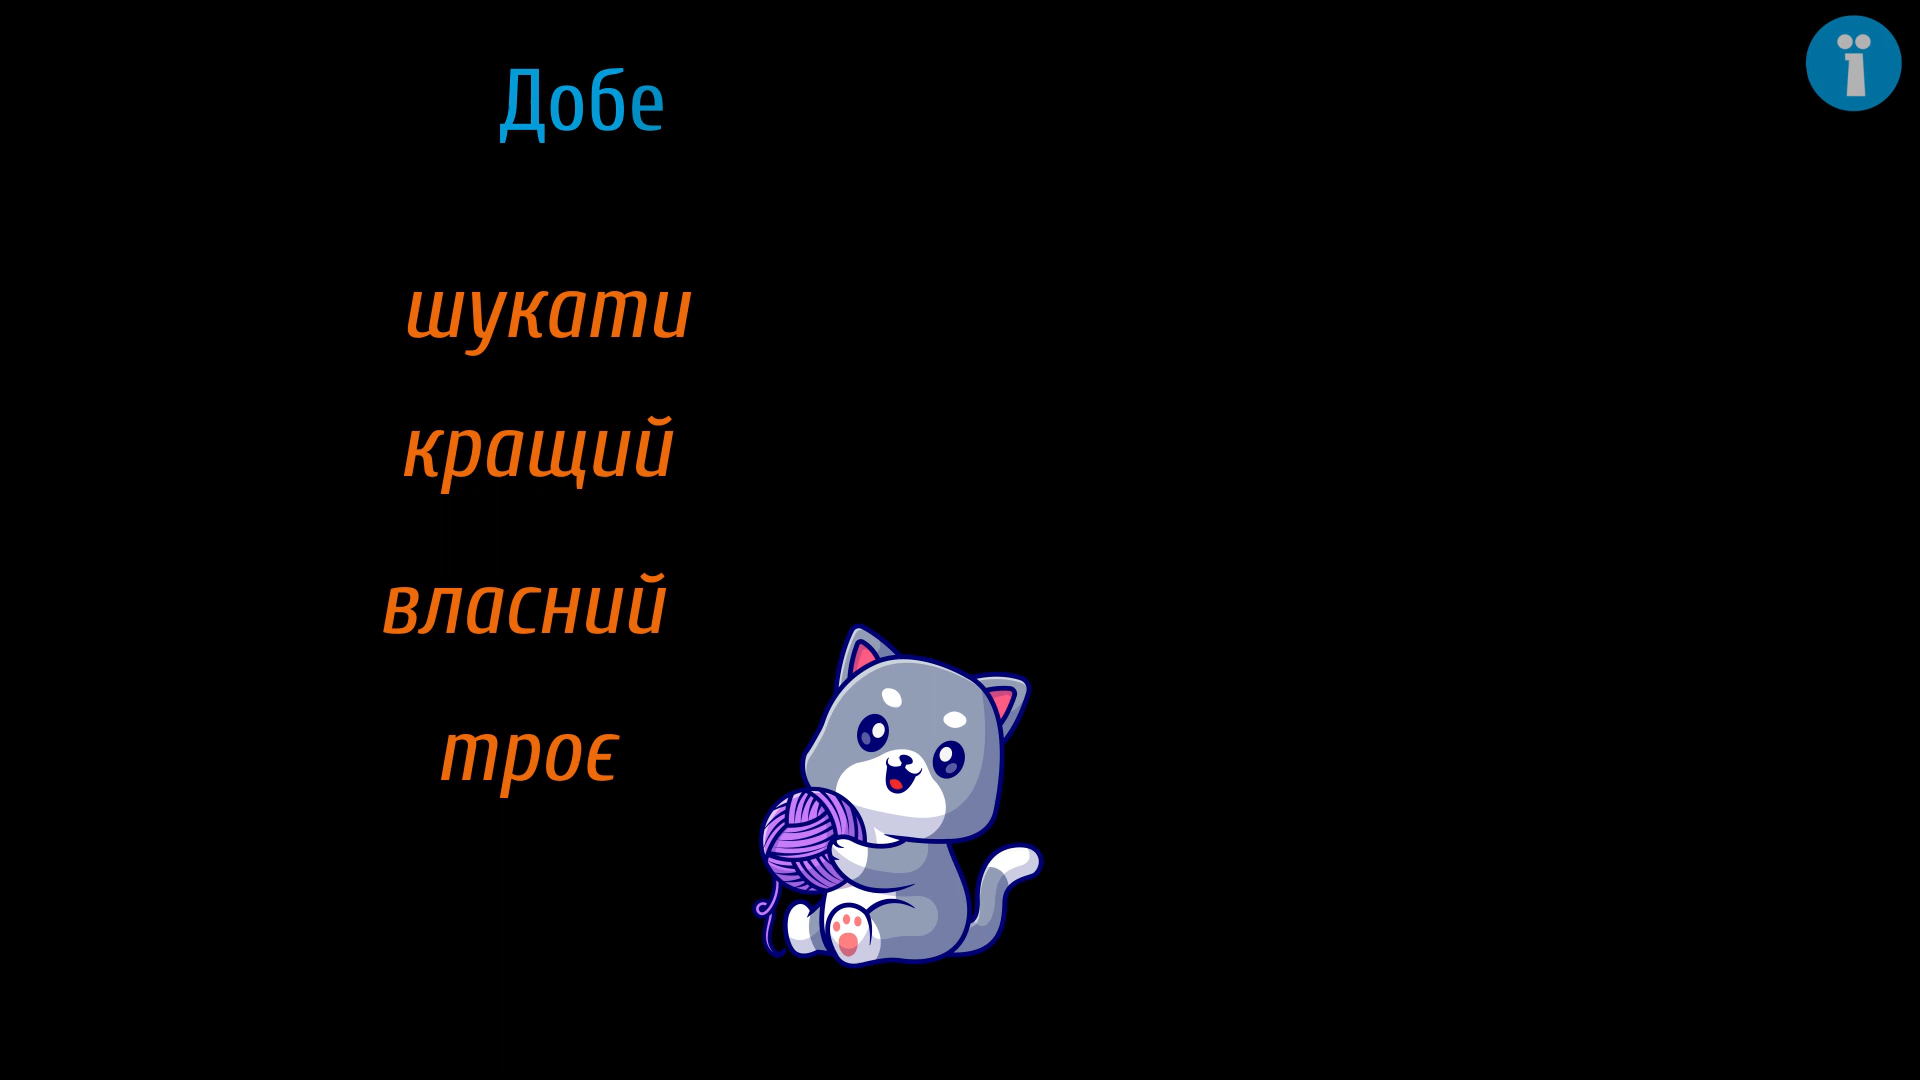 Добе
ї
шукати
кращий
власний
троє